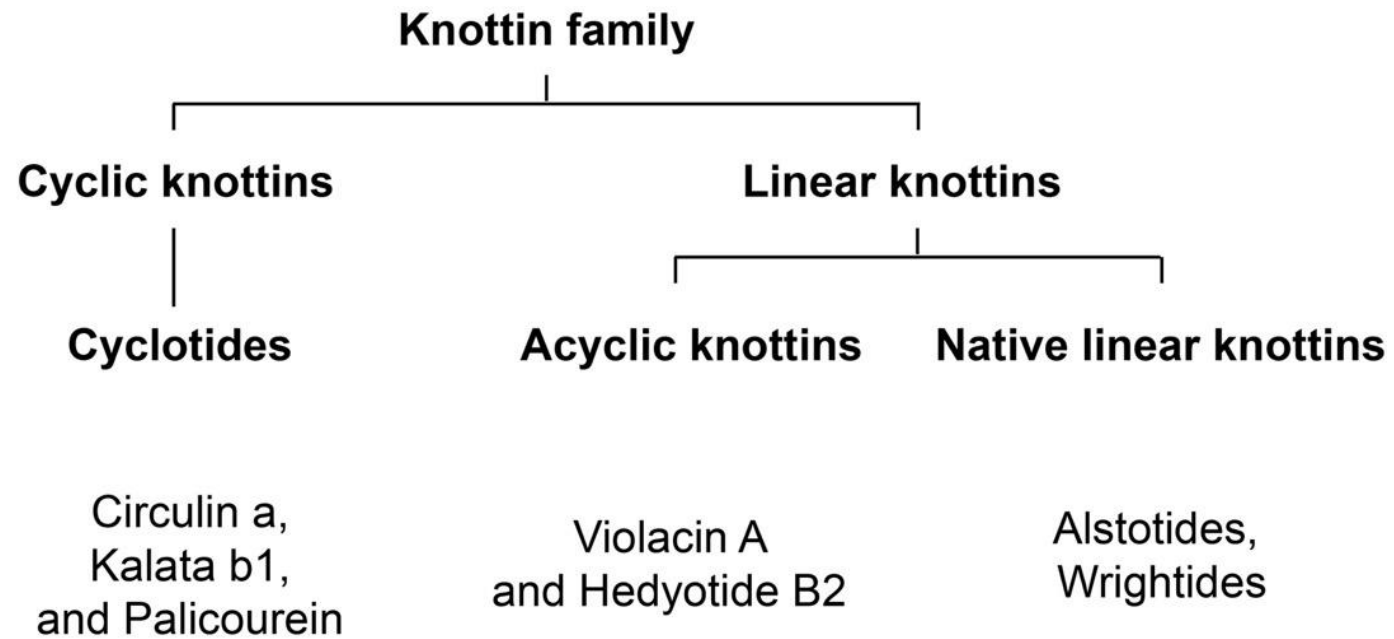 Knottin family
Cyclic knottins
Linear knottins
Cyclotides
Acyclic knottins
Native linear knottins
Circulin a,
Kalata b1,
and Palicourein
Violacin A
and Hedyotide B2
Alstotides,
Wrightides